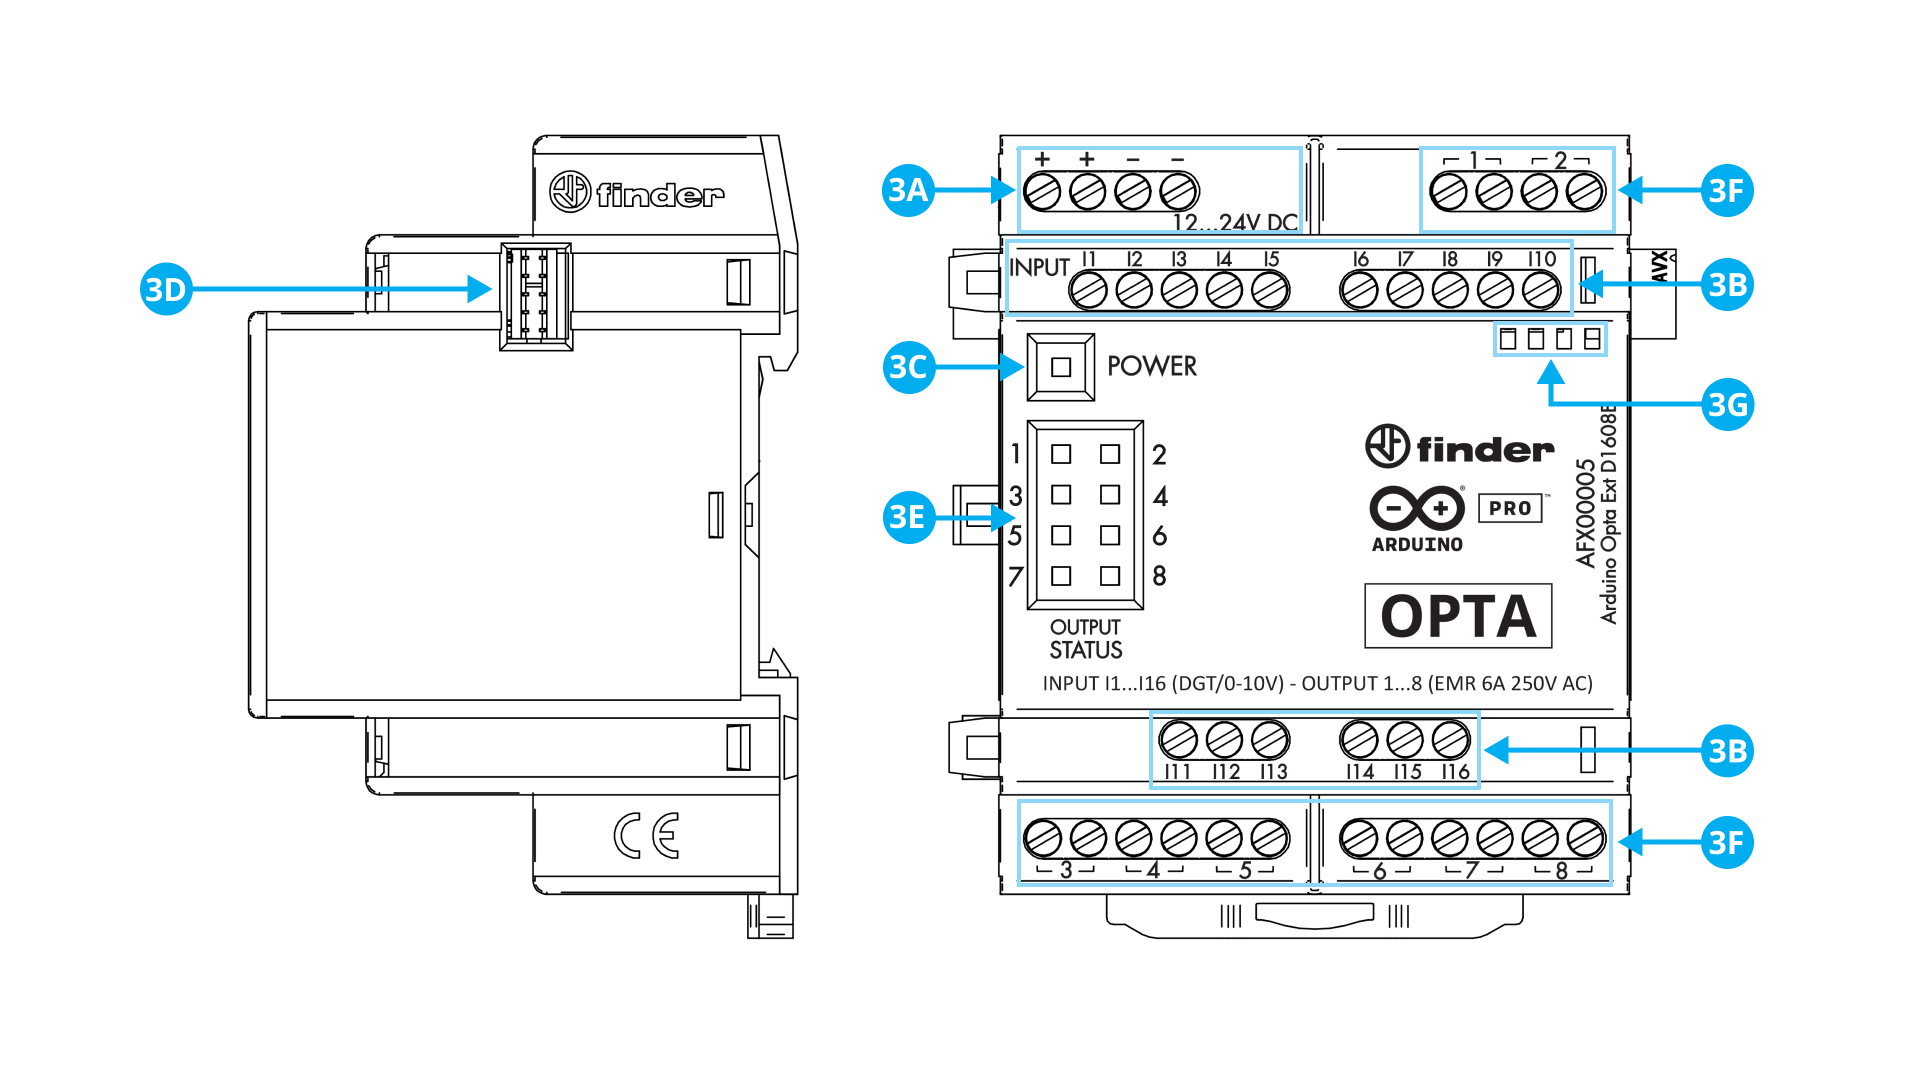 finder
3D
CE
+ + − −
12...24V DC
3A
1 2
3F
INPUT I1 I2 I3 I4 I5 I6 I7 I8 I9 I10
3B
AVX
3C
POWER
3G
1 2
3 4
5 6
7 8
3E
OUTPUT
STATUS
finder
ARDUINO
PRO
™
®
OPTA
AFX00005
Arduino Opta Ext D1608E
INPUT I1...I16 (DGT/0-10V) - OUTPUT 1...8 (EMR 6A 250V AC)
I11 I12 I13 I14 I15 I16
3B
3 4 5 6 7 8
3F